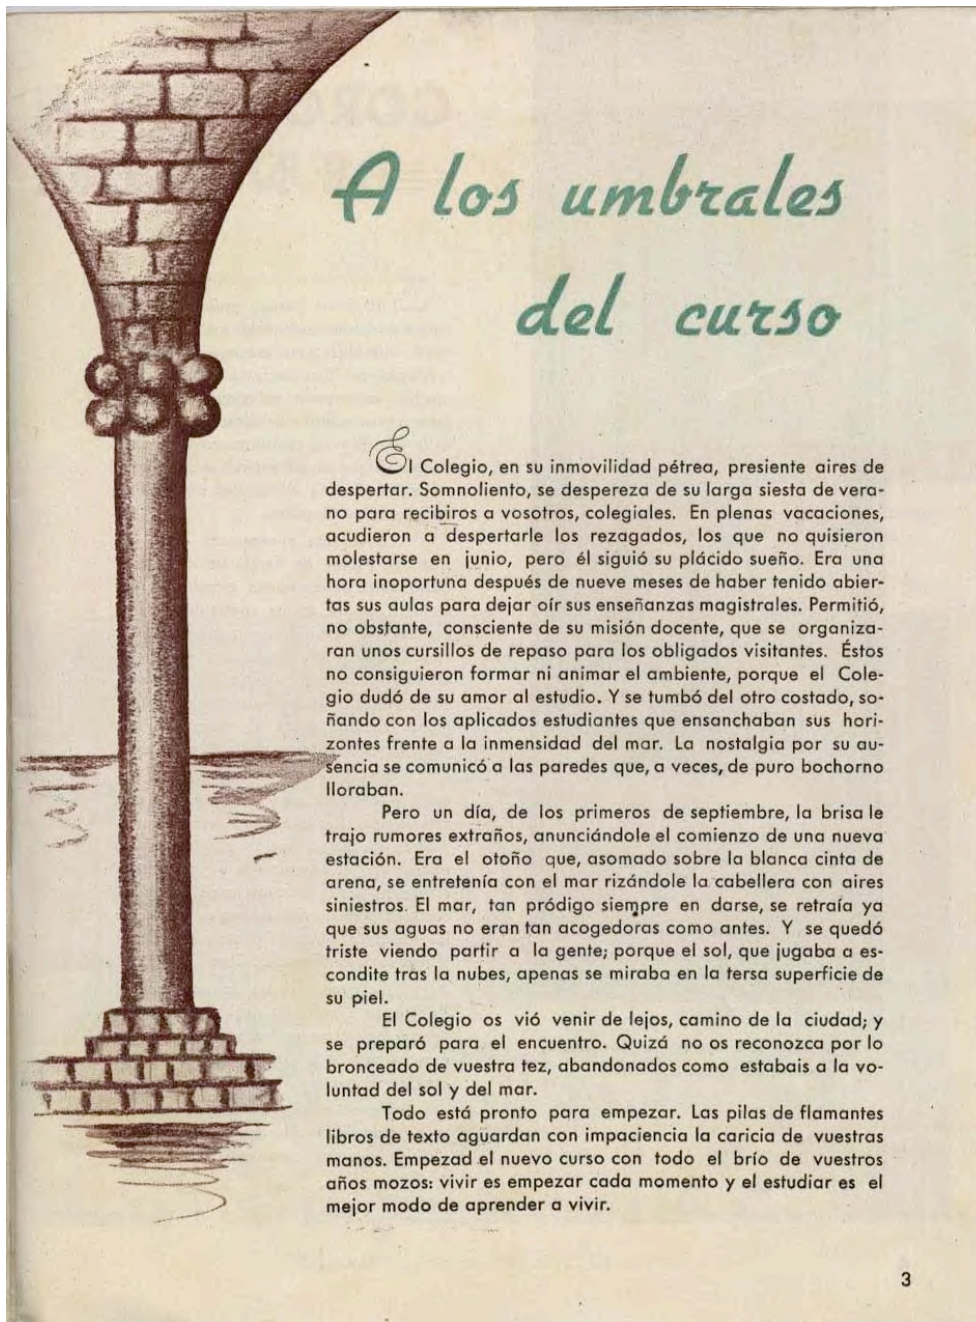 A los umbrales
del curso
El Colegio, en su inmovilidad pétrea, presiente aires de
despertar. Somnoliento, se despereza de su larga siesta de vera-
no para recibiros a vosotros, colegiales. En plenas vacaciones,
acudieron a despertarle los rezagados, los que no quisieron
molestarse en junio, pero él siguió su plácido sueño. Era una
hora inoportuna después de nueve meses de haber tenido abier-
tas sus aulas para dejar oír sus enseñanzas magistrales. Permitió,
no obstante, consciente de su misión docente, que se organiza-
ran unos cursillos de repaso para los obligados visitantes. Éstos
no consiguieron formar ni animar el ambiente, porque el Cole-
gio dudó de su amor al estudio. Y se tumbó del otro costado, so-
ñando con los aplicados estudiantes que ensanchaban sus hori-
zontes frente a la inmensidad del mar. La nostalgia por su au-
sencia se comunicó a las paredes que, a veces, de puro bochorno
lloraban.
Pero un día, de los primeros de septiembre, la brisa le
trajo rumores extraños, anunciándole el comienzo de una nueva
estación. Era el otoño que, asomado sobre la blanca cinta de
arena, se entretenía con el mar rizándole la cabellera con aires
siniestros. El mar, tan pródigo siempre en darse, se retraía ya
que sus aguas no eran tan acogedoras como antes. Y se quedó
triste viendo partir a la gente; porque el sol, que jugaba a es-
condite tras la nubes, apenas se miraba en la tersa superficie de
su piel.
El Colegio os vió venir de lejos, camino de la ciudad; y
se preparó para el encuentro. Quizá no os reconozca por lo
bronceado de vuestra tez, abandonados como estabais a la vo-
luntad del sol y del mar.
Todo está pronto para empezar. Las pilas de flamantes
libros de texto aguardan con impaciencia la caricia de vuestras
manos. Empezad el nuevo curso con todo el brío de vuestros
años mozos: vivir es empezar cada momento y el estudiar es el
mejor modo de aprender a vivir.
3